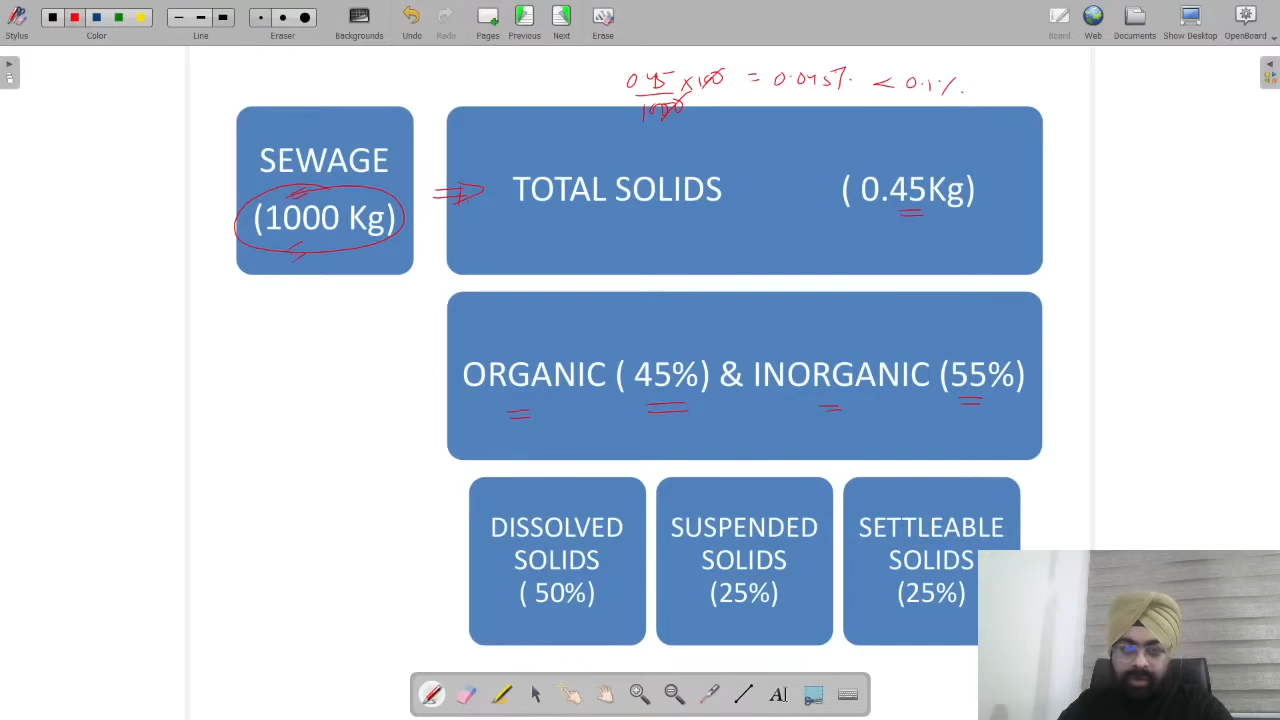 Stylus
Color
Line
Eraser
Backgrounds
Undo
Redo
Pages
Previous
Next
Erase
Board
Web
Documents
Show Desktop
OpenBoard
0.45 × 100 = 0.045% < 0.1%.
1000
SEWAGE
(1000 Kg)
TOTAL SOLIDS ( 0.45Kg)
ORGANIC ( 45%) & INORGANIC (55%)
DISSOLVED
SOLIDS
( 50%)
SUSPENDED
SOLIDS
(25%)
SETTLEABLE
SOLIDS
(25%)
AI